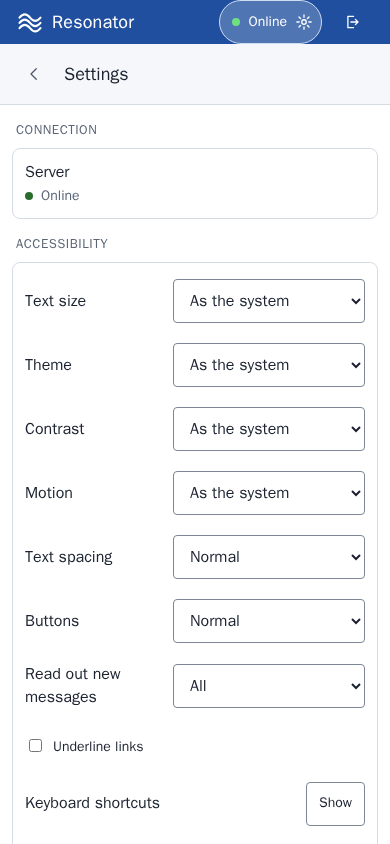 Resonator
Online
Settings
CONNECTION
Server
Online
ACCESSIBILITY
Text size
As the system
Theme
As the system
Contrast
As the system
Motion
As the system
Text spacing
Normal
Buttons
Normal
Read out new
messages
All
Underline links
Keyboard shortcuts
Show